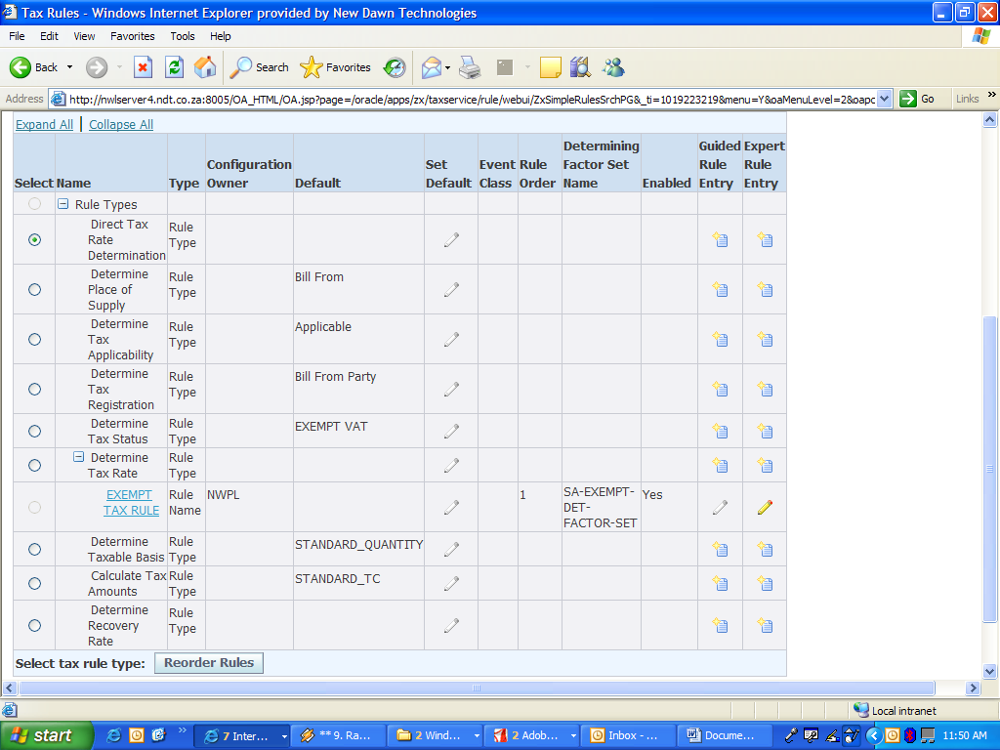 Tax Rules - Windows Internet Explorer provided by New Dawn Technologies
File Edit View Favorites Tools Help
Back Search Favorites
Address http://nwlserver4.ndt.co.za:8005/OA_HTML/OA.jsp?page=/oracle/apps/zx/taxservice/rule/webui/ZxSimpleRulesSrchPG&_ti=1019223219&menu=Y&oaMenuLevel=2&oapc Go Links »
Expand All | Collapse All
Select Name Type Configuration Owner Default Set Default Event Class Rule Order Determining Factor Set Name Enabled Guided Rule Entry Expert Rule Entry
Rule Types
Direct Tax Rate Determination Rule Type
Determine Place of Supply Rule Type Bill From
Determine Tax Applicability Rule Type Applicable
Determine Tax Registration Rule Type Bill From Party
Determine Tax Status Rule Type EXEMPT VAT
Determine Tax Rate Rule Type
EXEMPT TAX RULE Rule Name NWPL 1 SA-EXEMPT-DET-FACTOR-SET Yes
Determine Taxable Basis Rule Type STANDARD_QUANTITY
Calculate Tax Amounts Rule Type STANDARD_TC
Determine Recovery Rate Rule Type
Select tax rule type: Reorder Rules
Local intranet
start » 7 Inter... ** 9. Ra... 2 Wind... 2 Adob... Inbox - ... Docume... 11:50 AM